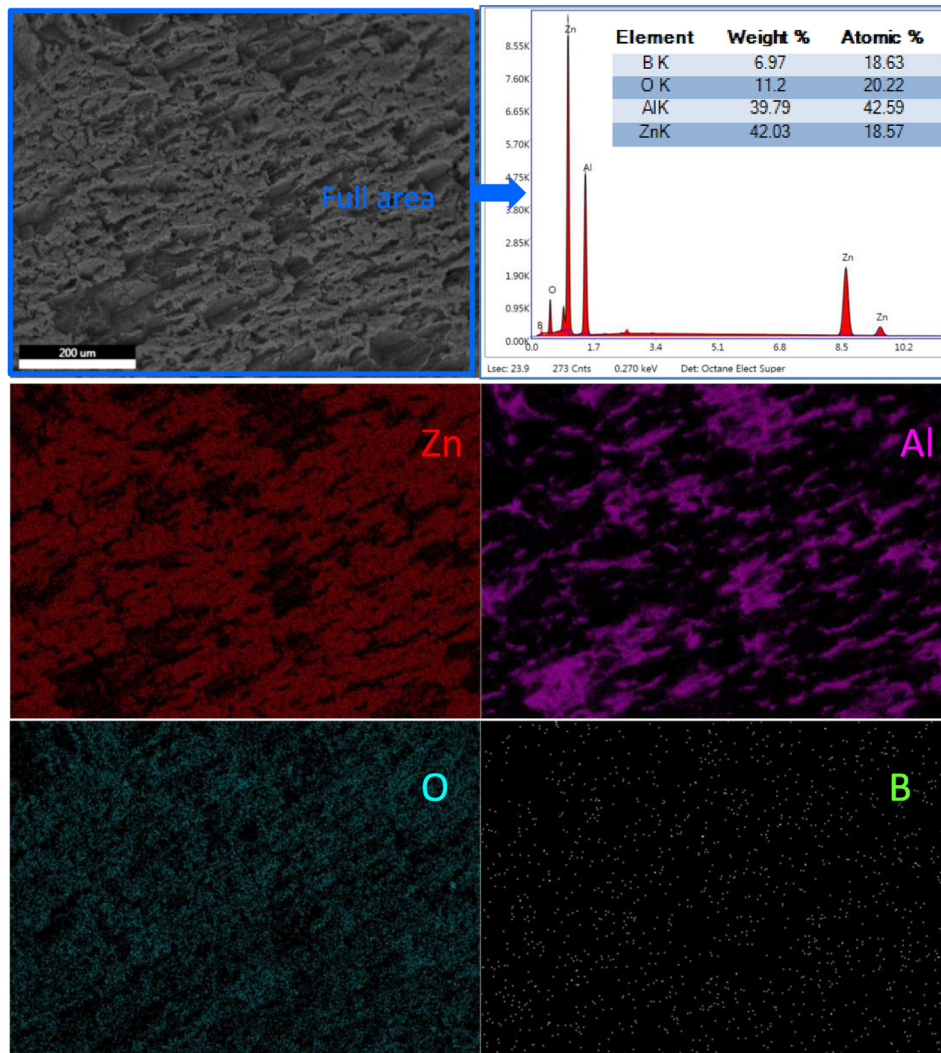 Full area
200 um
Element Weight % Atomic %
B K 6.97 18.63
O K 11.2 20.22
AlK 39.79 42.59
ZnK 42.03 18.57
8.55K
7.60K
6.65K
5.70K
4.75K
3.80K
2.85K
1.90K
0.95K
0.00K
Zn
Al
O
B
Zn
Zn
0.0 1.7 3.4 5.1 6.8 8.5 10.2
Lsec: 23.9 273 Cnts 0.270 keV Det: Octane Elect Super
Zn
Al
O
B